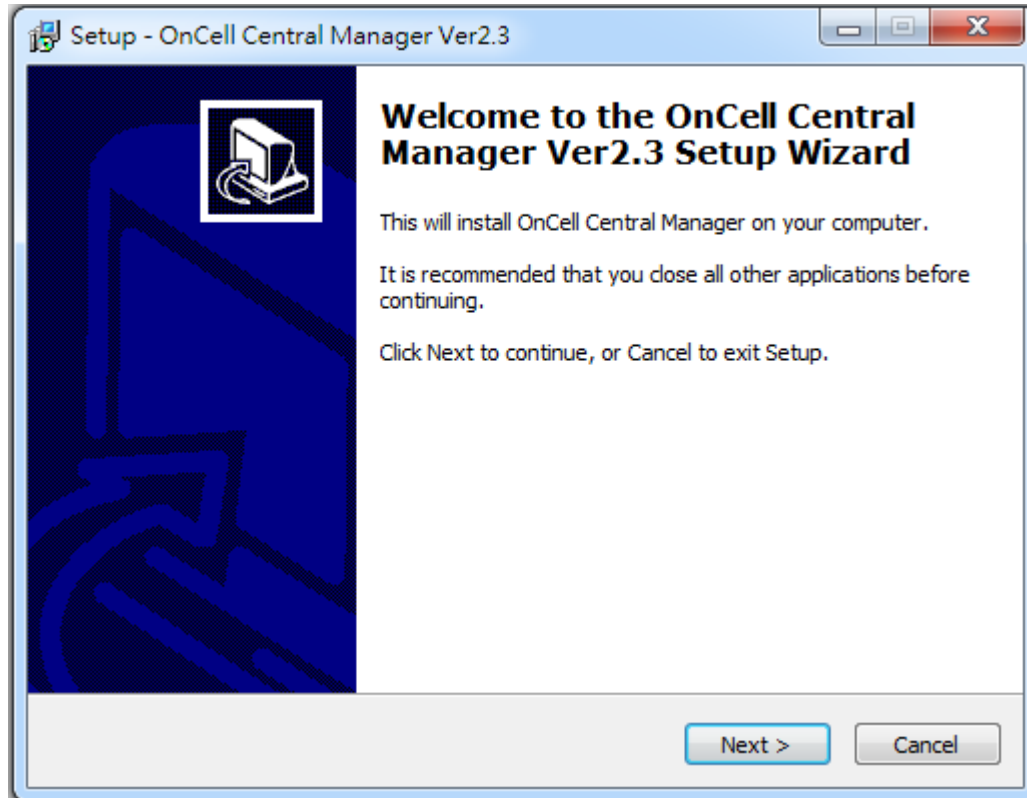 Setup - OnCell Central Manager Ver2.3
Welcome to the OnCell Central
Manager Ver2.3 Setup Wizard
This will install OnCell Central Manager on your computer.
It is recommended that you close all other applications before
continuing.
Click Next to continue, or Cancel to exit Setup.
Next >
Cancel